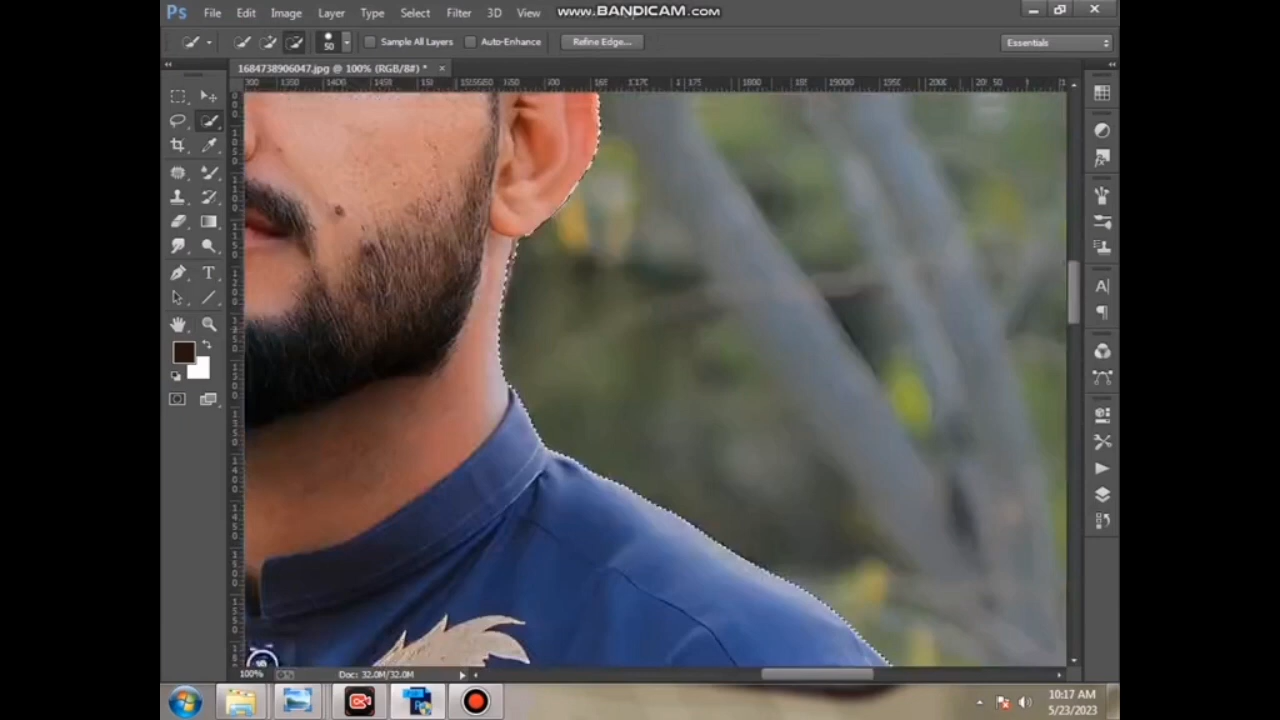 Ps File Edit Image Layer Type Select Filter 3D View
www.BANDICAM.com
50 Sample All Layers Auto-Enhance Refine Edge... Essentials
1684738906047.jpg @ 100% (RGB/8#) * ×
100% Doc: 32.0M/32.0M
10:17 AM
5/23/2023